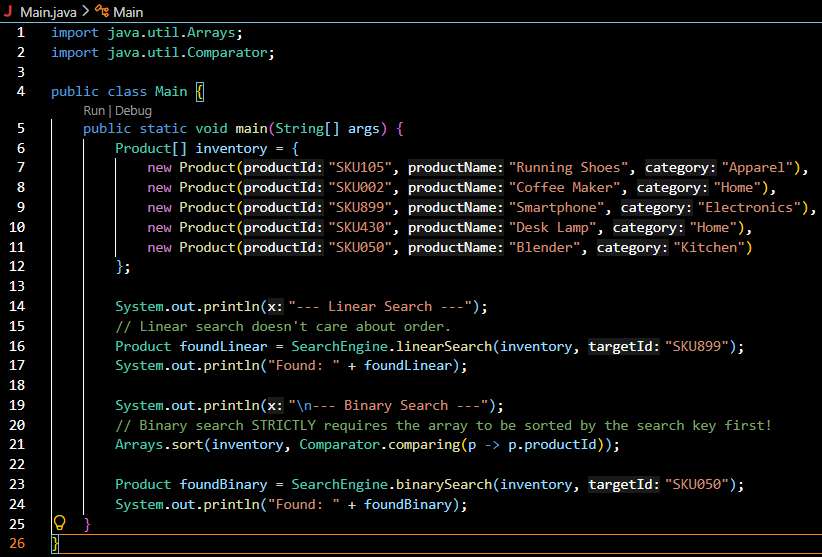 J Main.java > Main
1 import java.util.Arrays;
2 import java.util.Comparator;
3
4 public class Main {
Run | Debug
5     public static void main(String[] args) {
6         Product[] inventory = {
7             new Product(productId: "SKU105", productName: "Running Shoes", category: "Apparel"),
8             new Product(productId: "SKU002", productName: "Coffee Maker", category: "Home"),
9             new Product(productId: "SKU899", productName: "Smartphone", category: "Electronics"),
10             new Product(productId: "SKU430", productName: "Desk Lamp", category: "Home"),
11             new Product(productId: "SKU050", productName: "Blender", category: "Kitchen")
12         };
13
14         System.out.println(x: "--- Linear Search ---");
15         // Linear search doesn't care about order.
16         Product foundLinear = SearchEngine.linearSearch(inventory, targetId: "SKU899");
17         System.out.println("Found: " + foundLinear);
18
19         System.out.println(x: "\n--- Binary Search ---");
20         // Binary search STRICTLY requires the array to be sorted by the search key first!
21         Arrays.sort(inventory, Comparator.comparing(p -> p.productId));
22
23         Product foundBinary = SearchEngine.binarySearch(inventory, targetId: "SKU050");
24         System.out.println("Found: " + foundBinary);
25     }
26 }